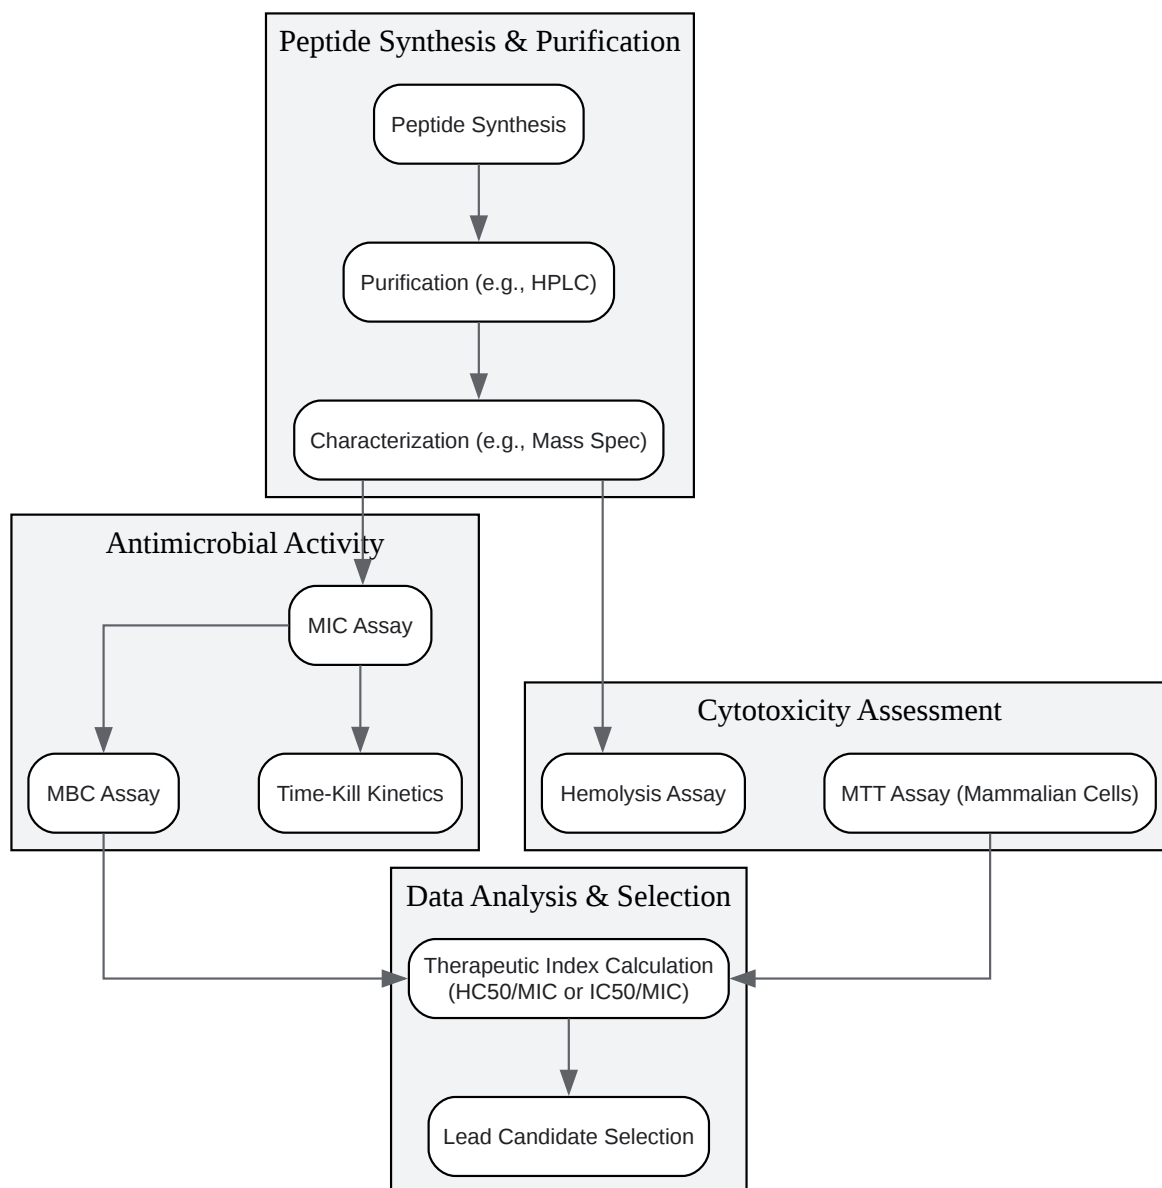 Peptide Synthesis & Purification
Peptide Synthesis
Purification (e.g., HPLC)
Characterization (e.g., Mass Spec)
Antimicrobial Activity
MIC Assay
MBC Assay
Time-Kill Kinetics
Cytotoxicity Assessment
Hemolysis Assay
MTT Assay (Mammalian Cells)
Data Analysis & Selection
Therapeutic Index Calculation
(HC50/MIC or IC50/MIC)
Lead Candidate Selection